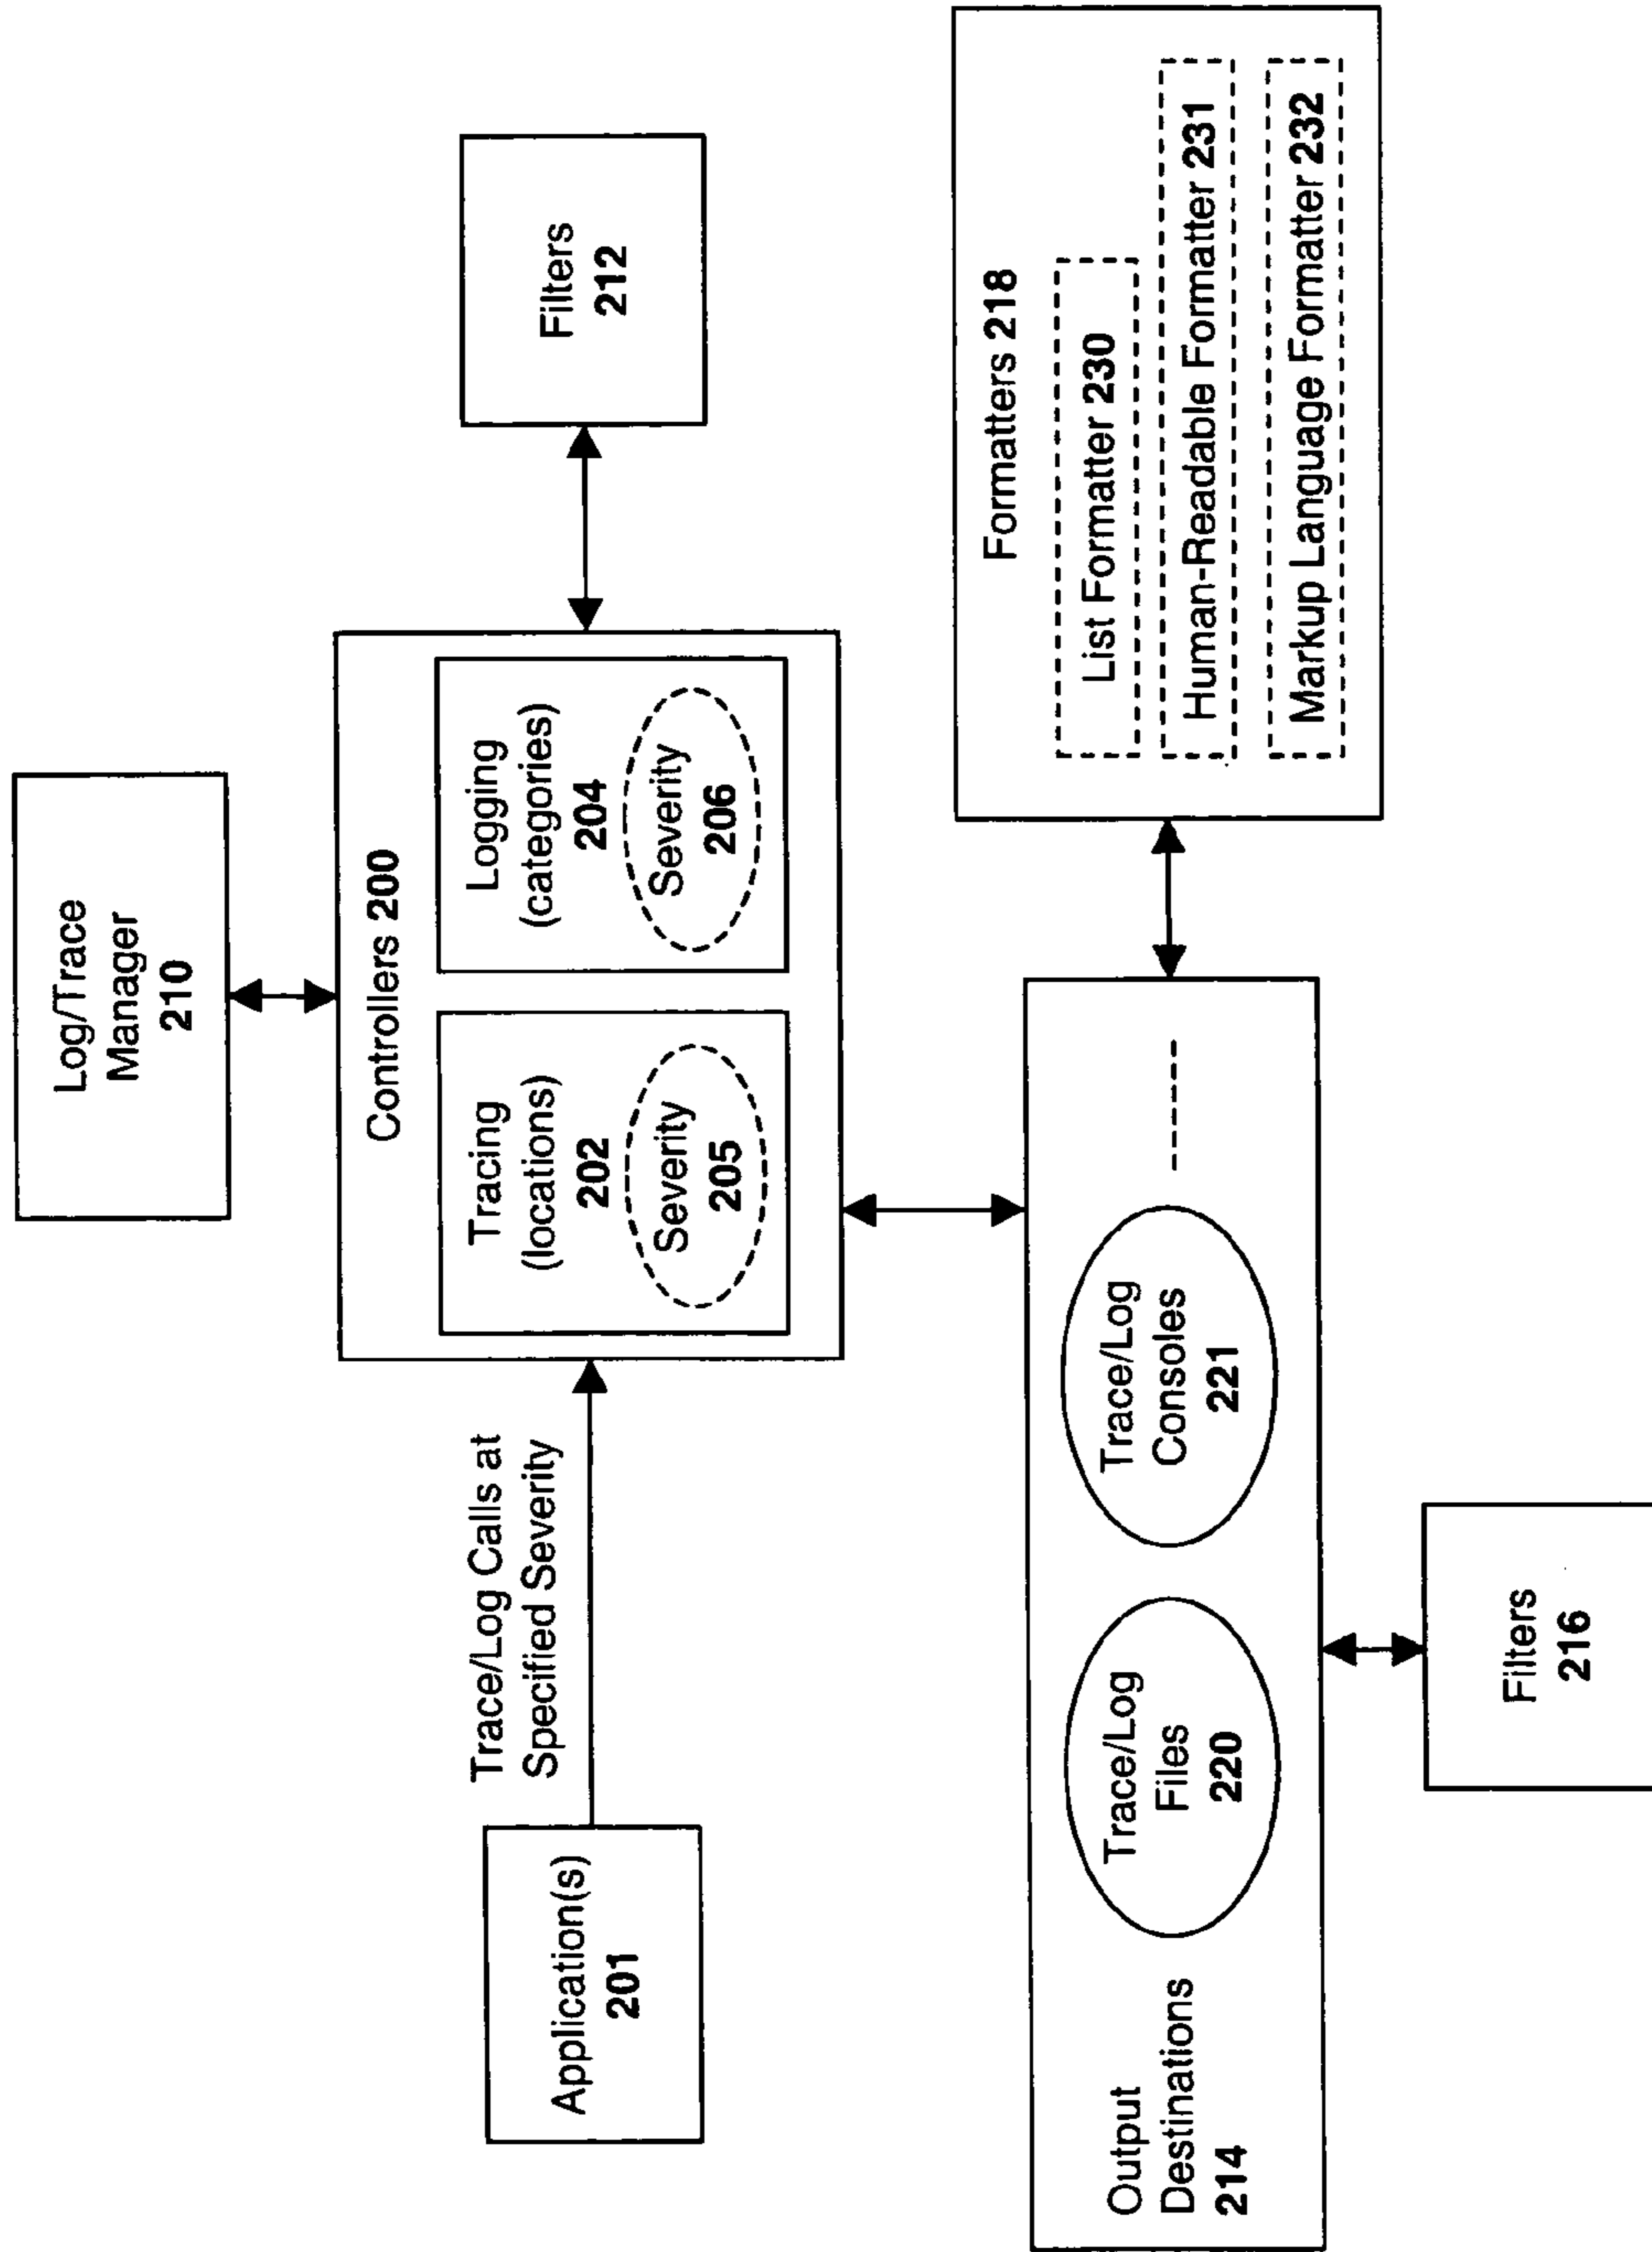 Log/Trace
Manager
210
Controllers 200
Tracing
(locations)
202
Severity
205
Logging
(categories)
204
Severity
206
Filters
212
Trace/Log Calls at
Specified Severity
Application(s)
201
Output
Destinations
214
Trace/Log
Files
220
Trace/Log
Consoles
221
Filters
216
Formatters 218
List Formatter 230
Human-Readable Formatter 231
Markup Language Formatter 232